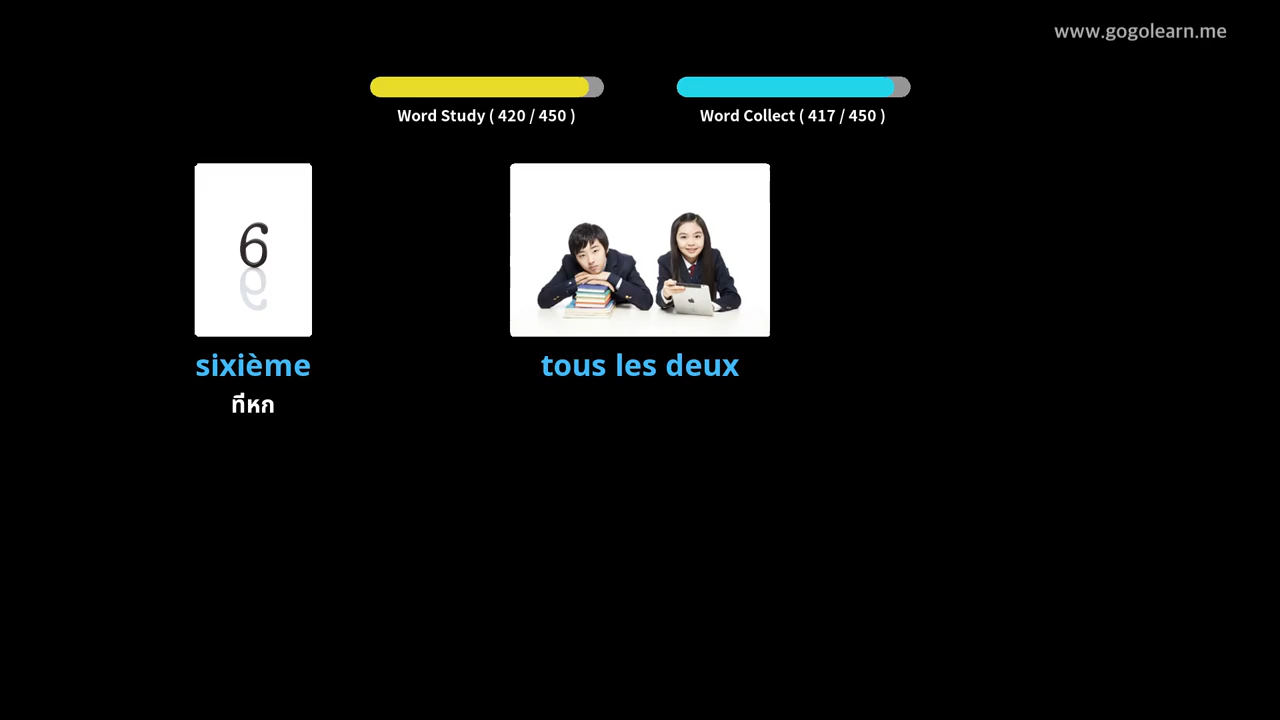 www.gogolearn.me
Word Study ( 420 / 450 )
Word Collect ( 417 / 450 )
6
sixième
tous les deux
ที่หก